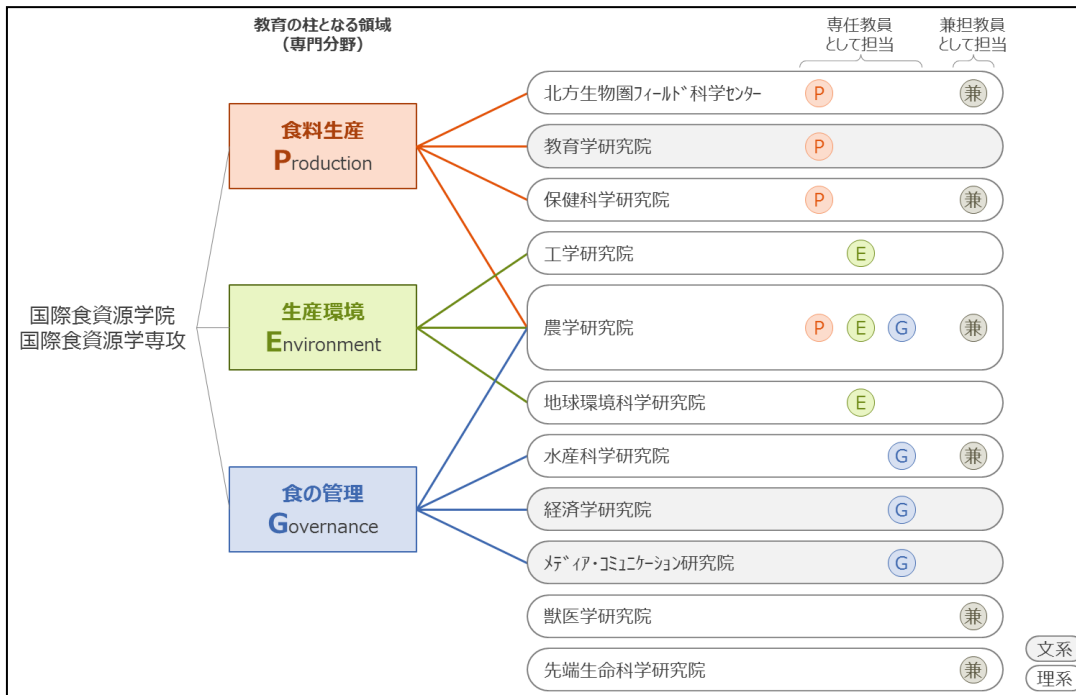 教育の柱となる領域
(専門分野)
専任教員
として担当
兼担教員
として担当
国際食資源学院
国際食資源学専攻
食料生産
Production
生産環境
Environment
食の管理
Governance
北方生物圏フィールド科学センター P 兼
教育学研究院 P
保健科学研究院 P 兼
工学研究院 E
農学研究院 P E G 兼
地球環境科学研究院 E
水産科学研究院 G 兼
経済学研究院 G
メディア・コミュニケーション研究院 G
獣医学研究院 兼
先端生命科学研究院 兼
文系
理系